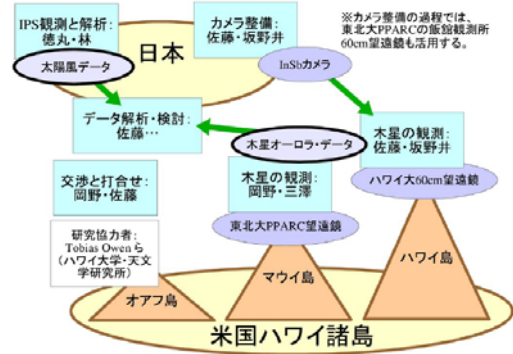 IPS観測と解析:
徳丸・林
太陽風データ
日本
カメラ整備:
佐藤・坂野井
※カメラ整備の過程では、
東北大PPARCの飯舘観測所
60cm望遠鏡も活用する。
InSbカメラ
データ解析・検討:
佐藤…
木星オーロラ・データ
木星の観測:
佐藤・坂野井
ハワイ大60cm望遠鏡
交渉と打合せ:
岡野・佐藤
木星の観測:
岡野・三澤
東北大PPARC望遠鏡
研究協力者:
Tobias Owenら
(ハワイ大学・天文
学研究所)
オアフ島
マウイ島
ハワイ島
米国ハワイ諸島